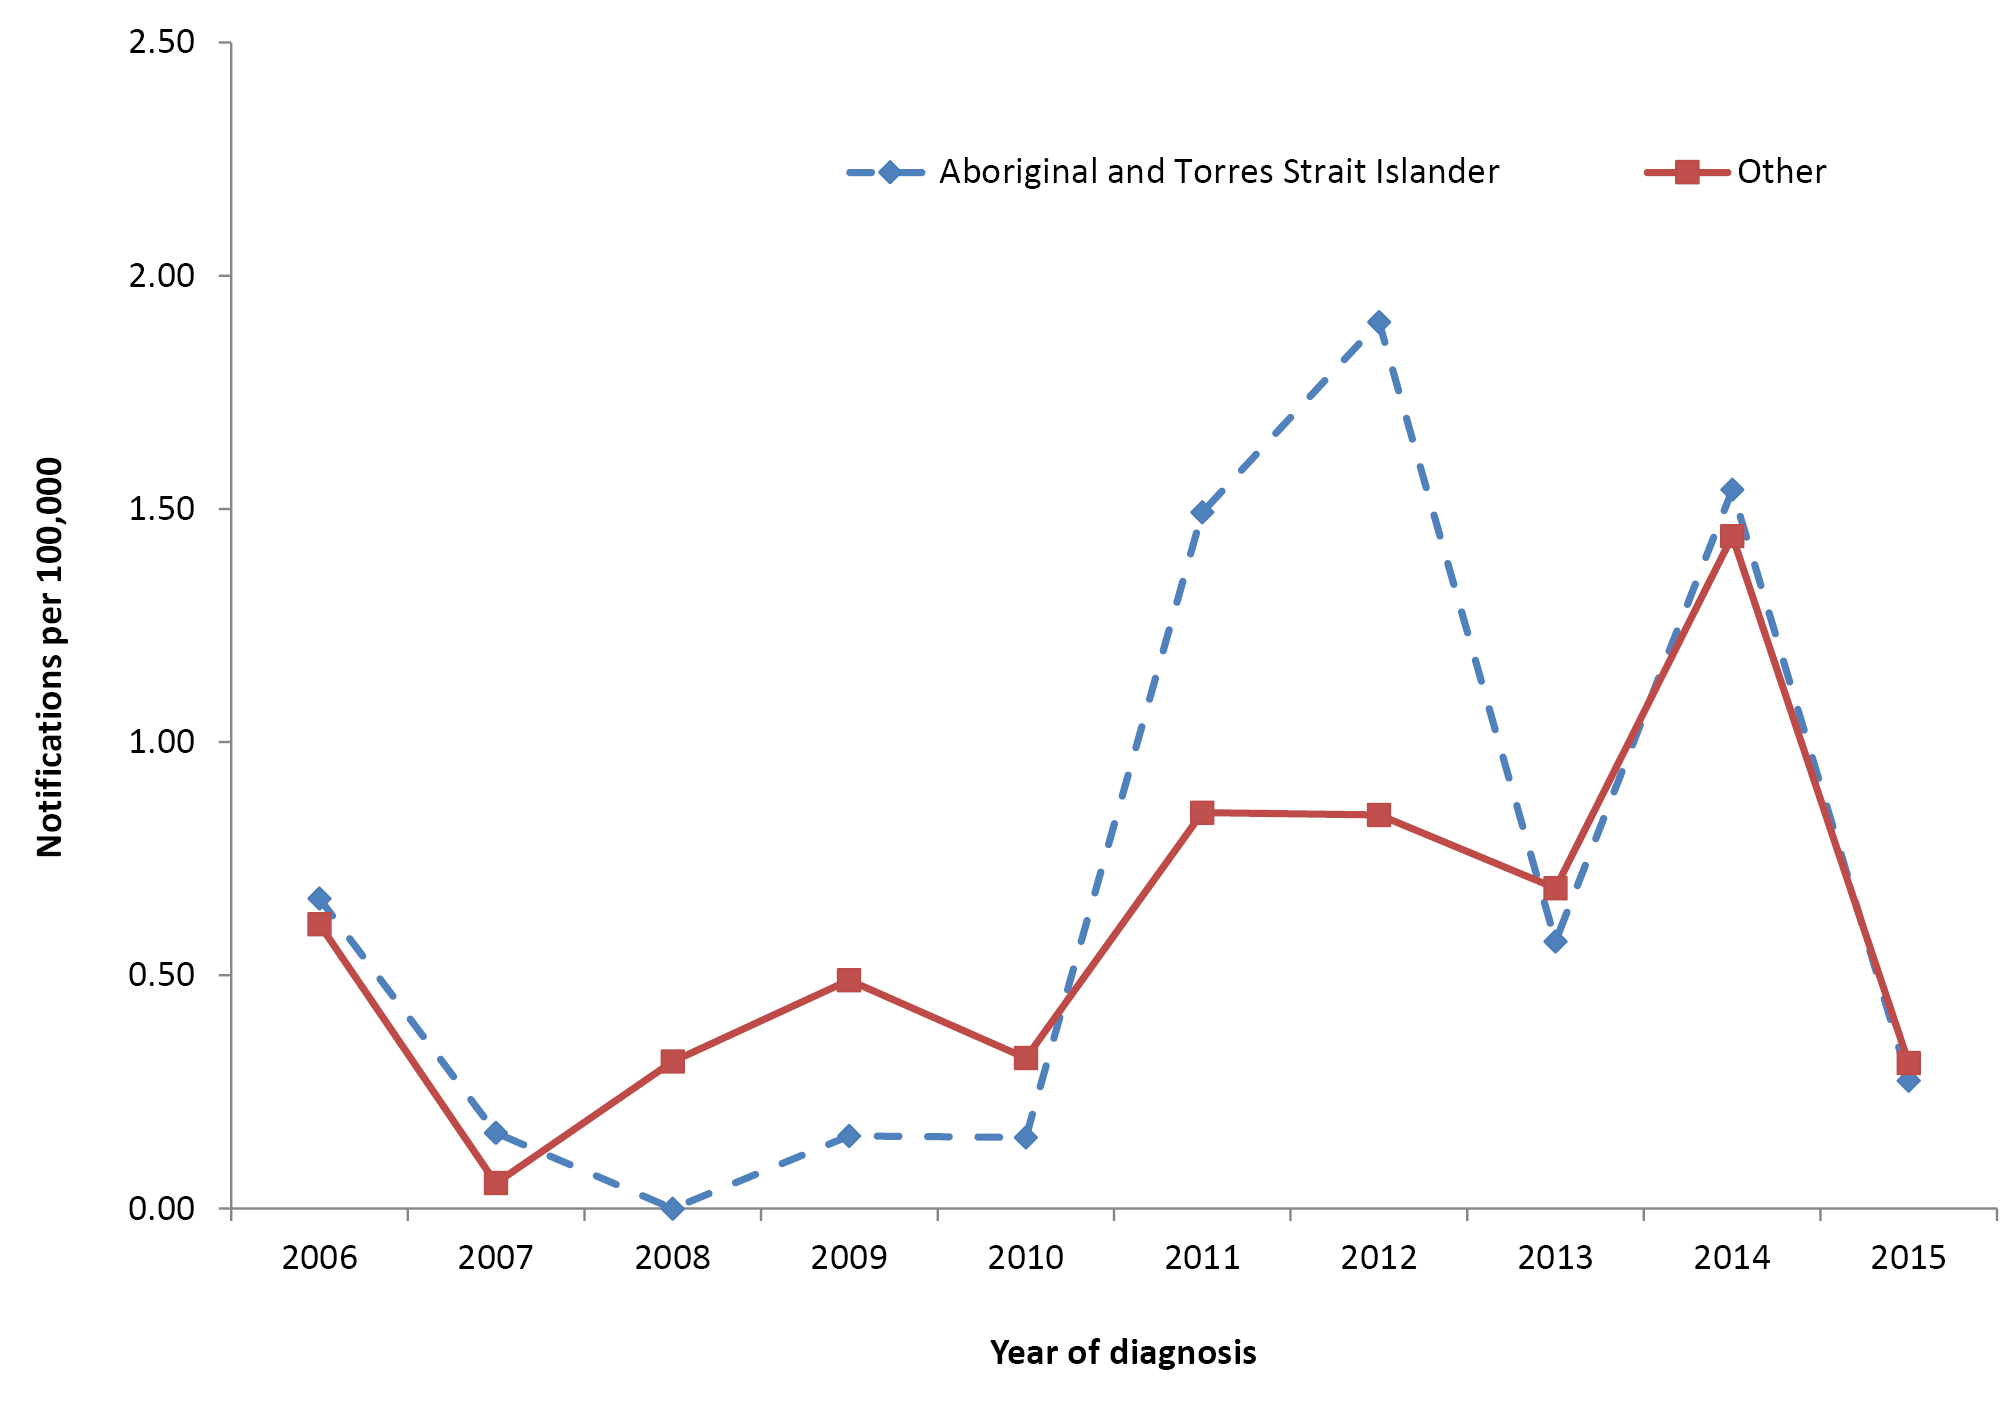 2.50
Aboriginal and Torres Strait Islander Other
2.00
1.50
1.00
0.50
0.00
Notifications per 100,000
2006 2007 2008 2009 2010 2011 2012 2013 2014 2015
Year of diagnosis